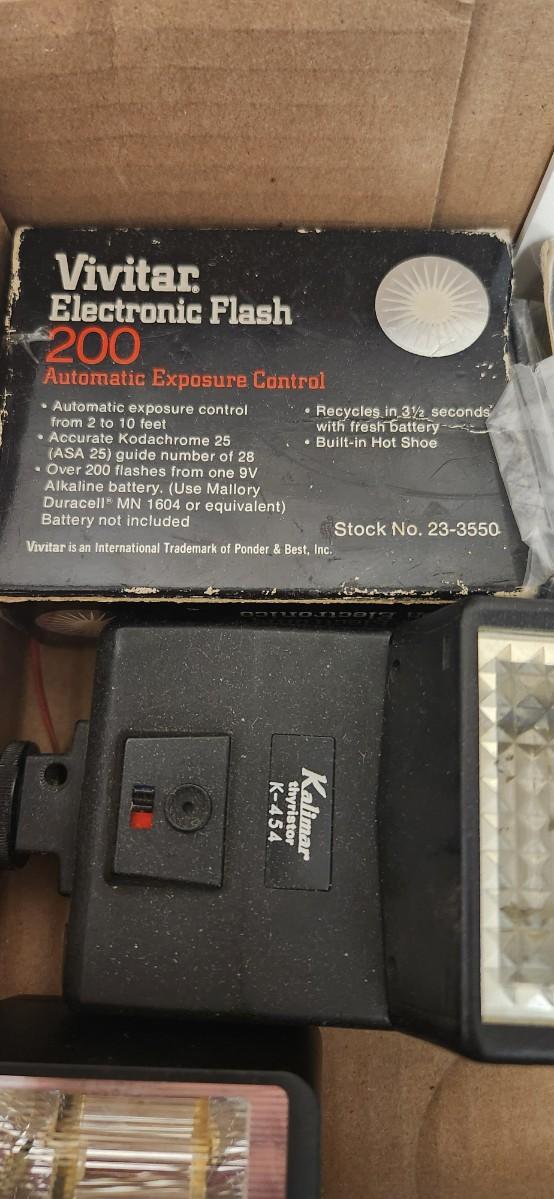 Vivitar®
Electronic Flash
200
Automatic Exposure Control
• Automatic exposure control
from 2 to 10 feet
• Accurate Kodachrome 25
(ASA 25) guide number of 28
• Over 200 flashes from one 9V
Alkaline battery. (Use Mallory
Duracell® MN 1604 or equivalent)
Battery not included
• Recycles in 3½ seconds
with fresh battery
• Built-in Hot Shoe
Stock No. 23-3550
Vivitar is an International Trademark of Ponder & Best, Inc.
Electronics
Kalimar
thyristor
K-454